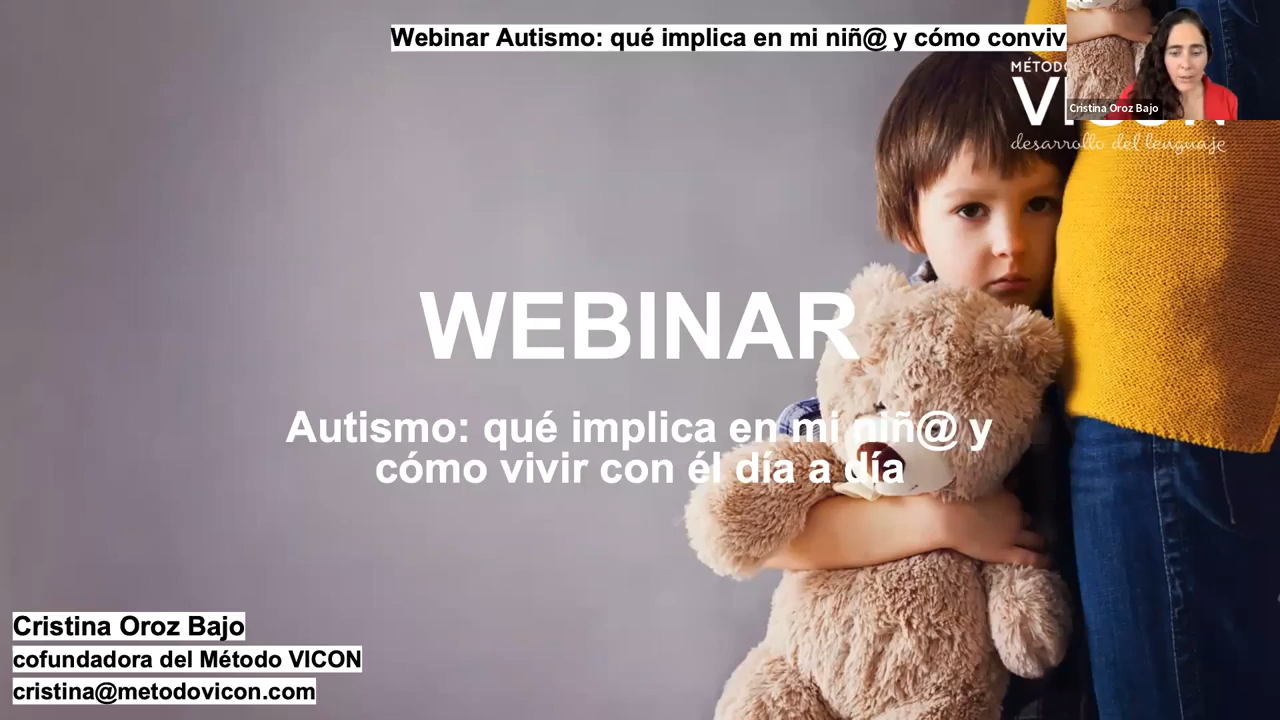 Webinar Autismo: qué implica en mi niñ@ y cómo conviv
Cristina Oroz Bajo
desarrollo del lenguaje
WEBINAR
Autismo: qué implica en mi niñ@ y
cómo vivir con él día a día
Cristina Oroz Bajo
cofundadora del Método VICON
cristina@metodovicon.com